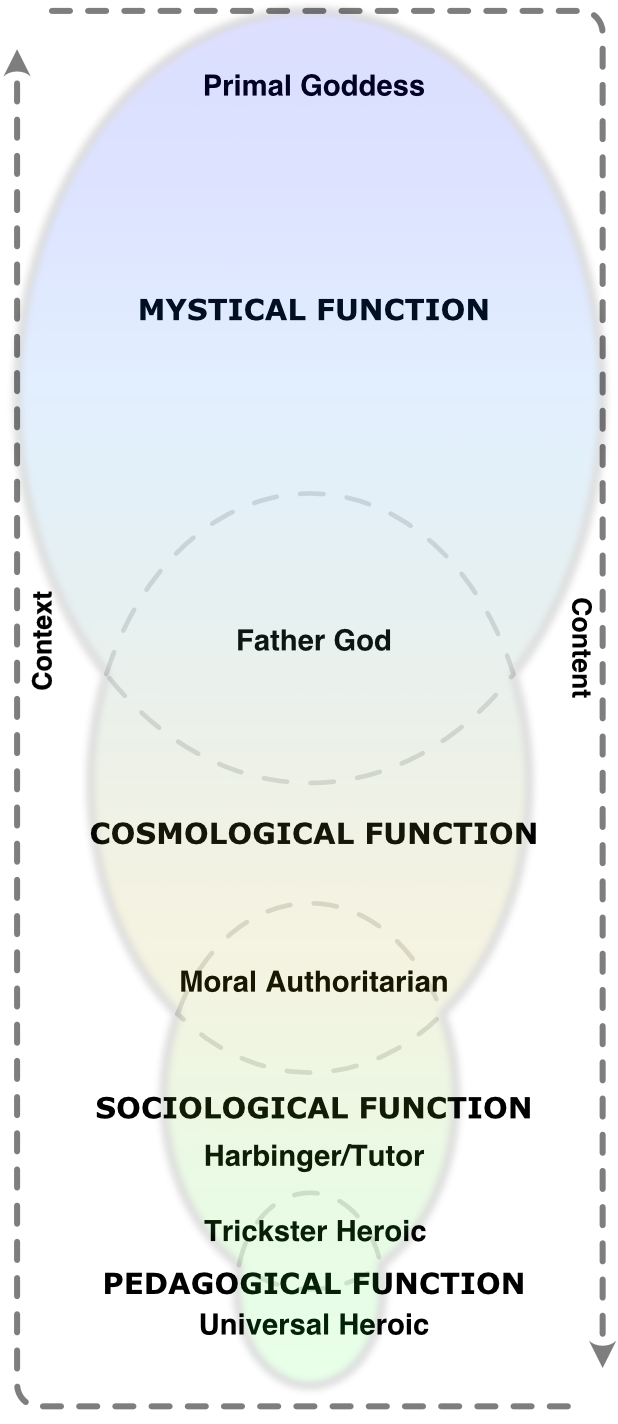 Primal Goddess
MYSTICAL FUNCTION
Context
Content
Father God
COSMOLOGICAL FUNCTION
Moral Authoritarian
SOCIOLOGICAL FUNCTION
Harbinger/Tutor
Trickster Heroic
PEDAGOGICAL FUNCTION
Universal Heroic